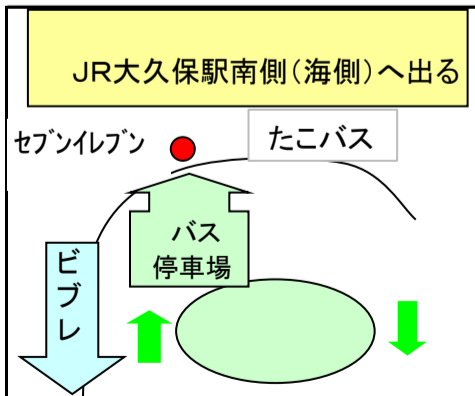 JR大久保駅南側(海側)へ出る
ｾﾌﾞﾝｲﾚﾌﾞﾝ
たこバス
バス
停車場
ビブレ